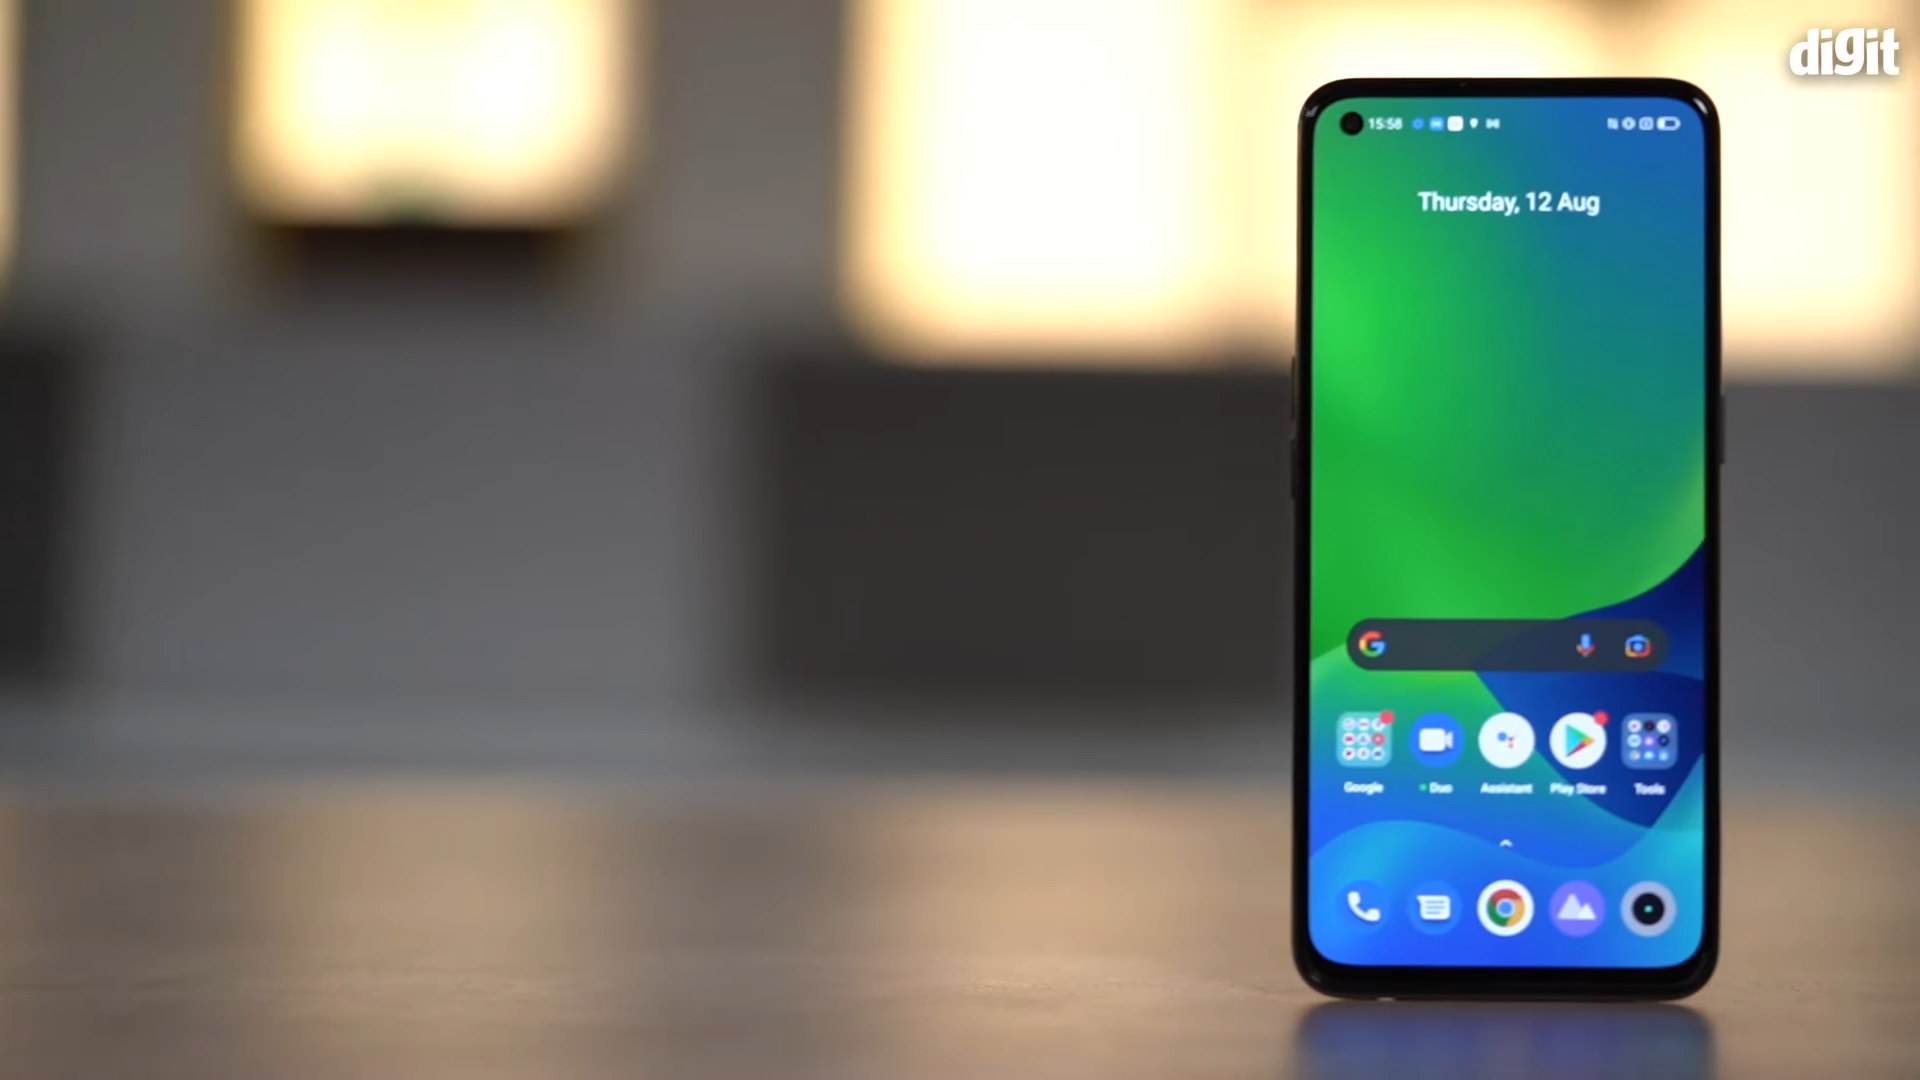 digit
15:58
Thursday, 12 Aug
Google
Duo
Assistant
Play Store
Tools